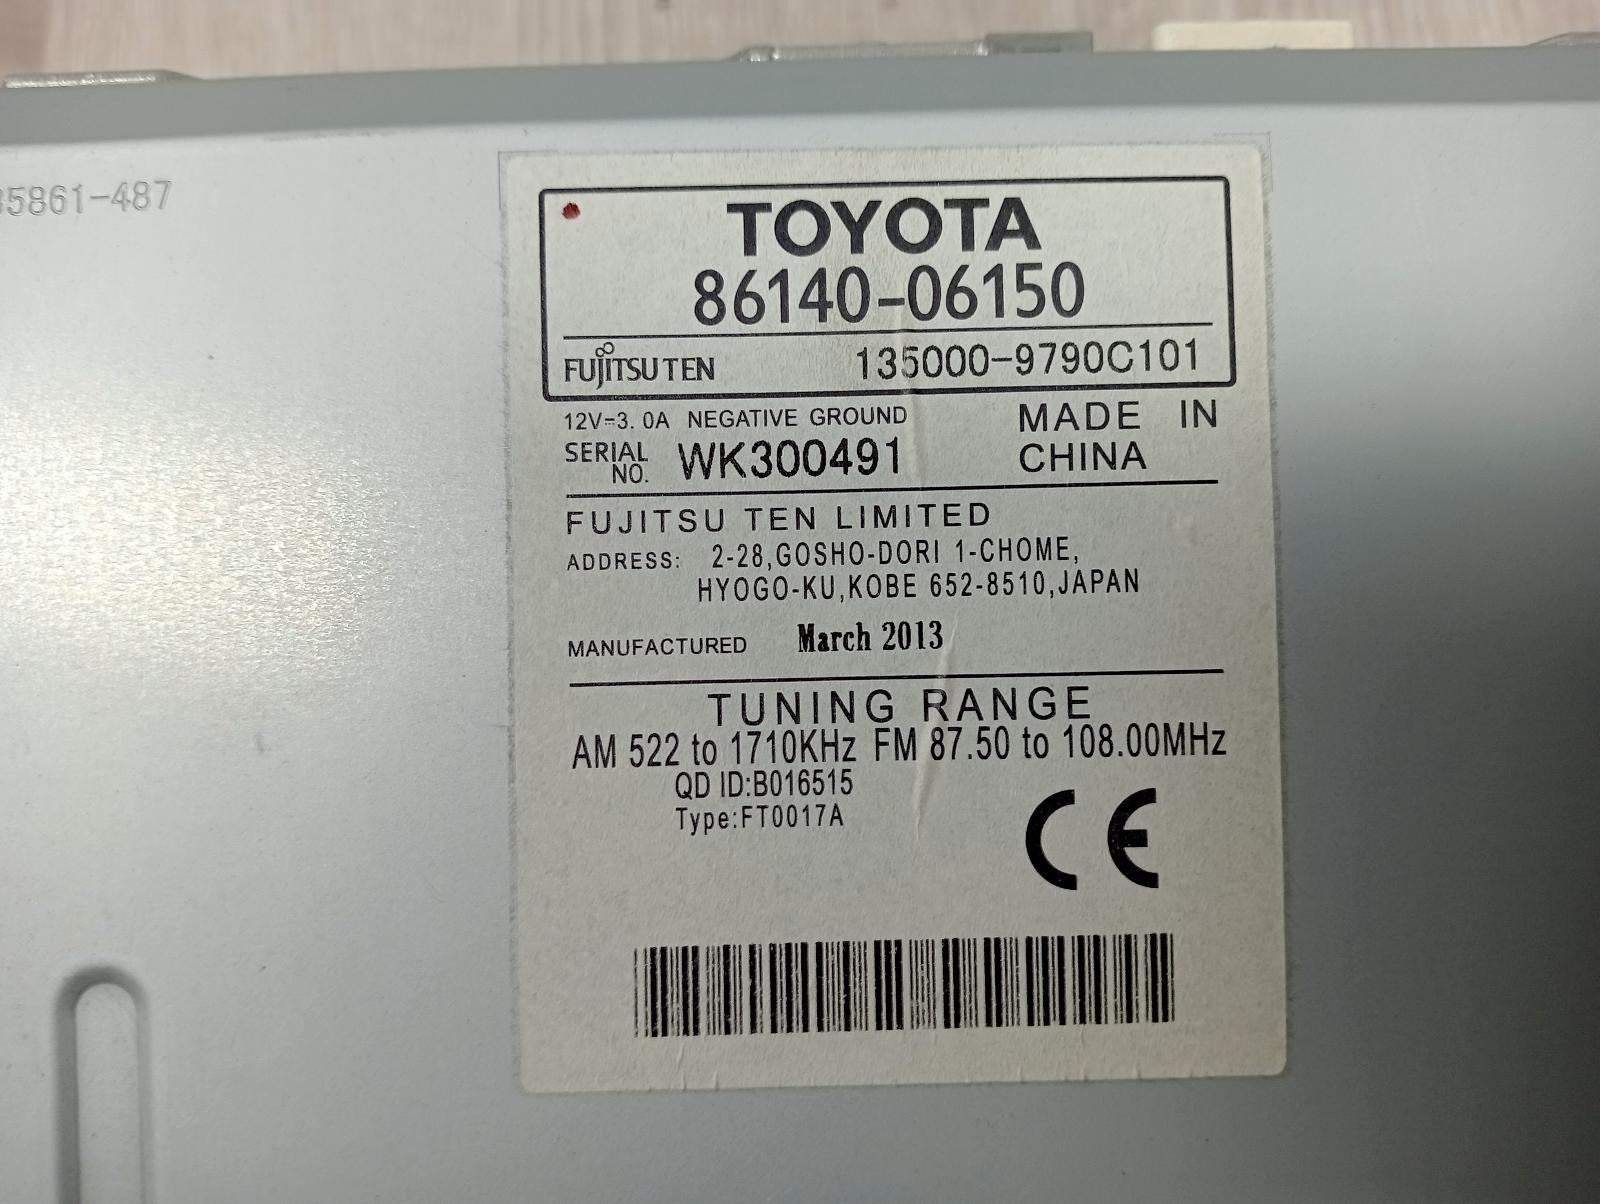 5861-487
TOYOTA
86140-06150
FUJITSU TEN 135000-9790C101
12V⎓3.0A NEGATIVE GROUND MADE IN
SERIAL NO. WK300491 CHINA
FUJITSU TEN LIMITED
ADDRESS: 2-28,GOSHO-DORI 1-CHOME,
HYOGO-KU,KOBE 652-8510,JAPAN
MANUFACTURED March 2013
TUNING RANGE
AM 522 to 1710KHz FM 87.50 to 108.00MHz
QD ID:B016515
Type:FT0017A
CE